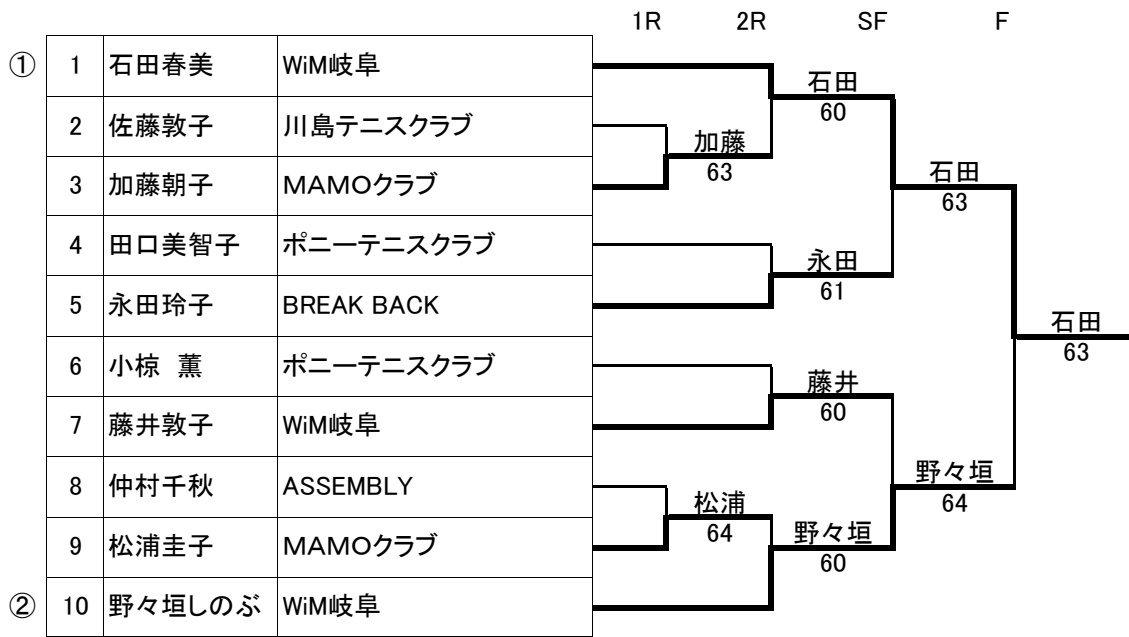 1R 2R SF F
① 1 石田春美 WiM岐阜
石田
60
2 佐藤敦子 川島テニスクラブ
加藤
63
3 加藤朝子 MAMOクラブ
石田
63
4 田口美智子 ポニーテニスクラブ
永田
61
5 永田玲子 BREAK BACK
石田
63
6 小椋 薫 ポニーテニスクラブ
藤井
60
7 藤井敦子 WiM岐阜
8 仲村千秋 ASSEMBLY
野々垣
64
松浦
64
9 松浦圭子 MAMOクラブ
野々垣
60
② 10 野々垣しのぶ WiM岐阜